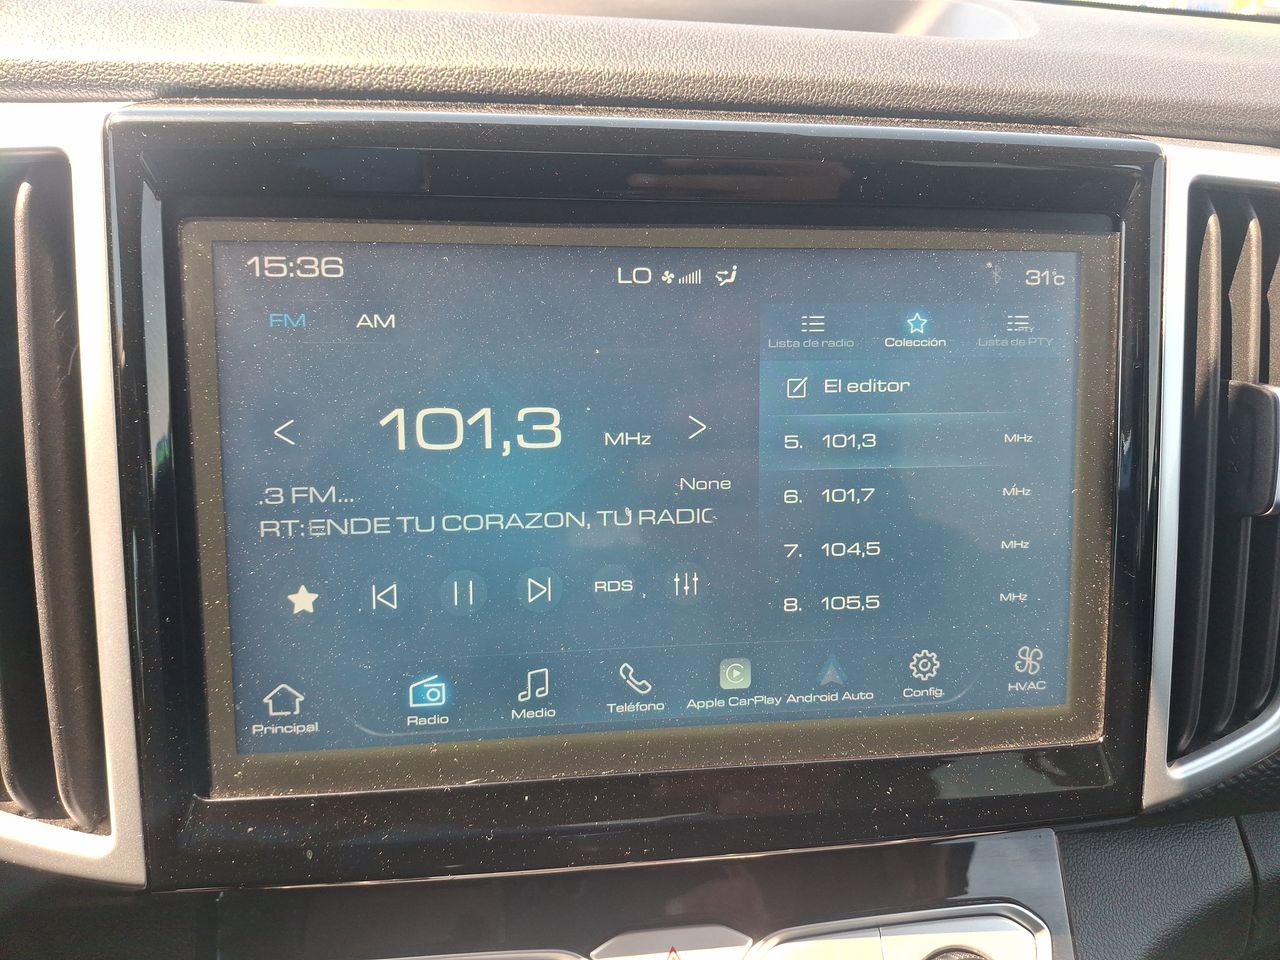 15:36
LO
31°c
FM AM
Lista de radio
Colección
PTY
Lista de PTY
El editor
101,3 MHz
5. 101,3 MHz
6. 101,7 MHz
7. 104,5 MHz
8. 105,5 MHz
.3 FM...
None
RT:ENDE TU CORAZON, TU RADIO
RDS
Principal
Radio
Medio
Teléfono
Apple CarPlay
Android Auto
Config.
HVAC